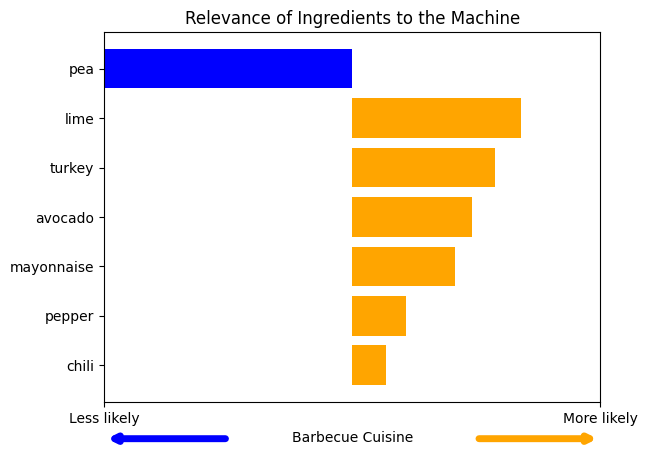 Relevance of Ingredients to the Machine
pea
lime
turkey
avocado
mayonnaise
pepper
chili
Less likely
More likely
Barbecue Cuisine